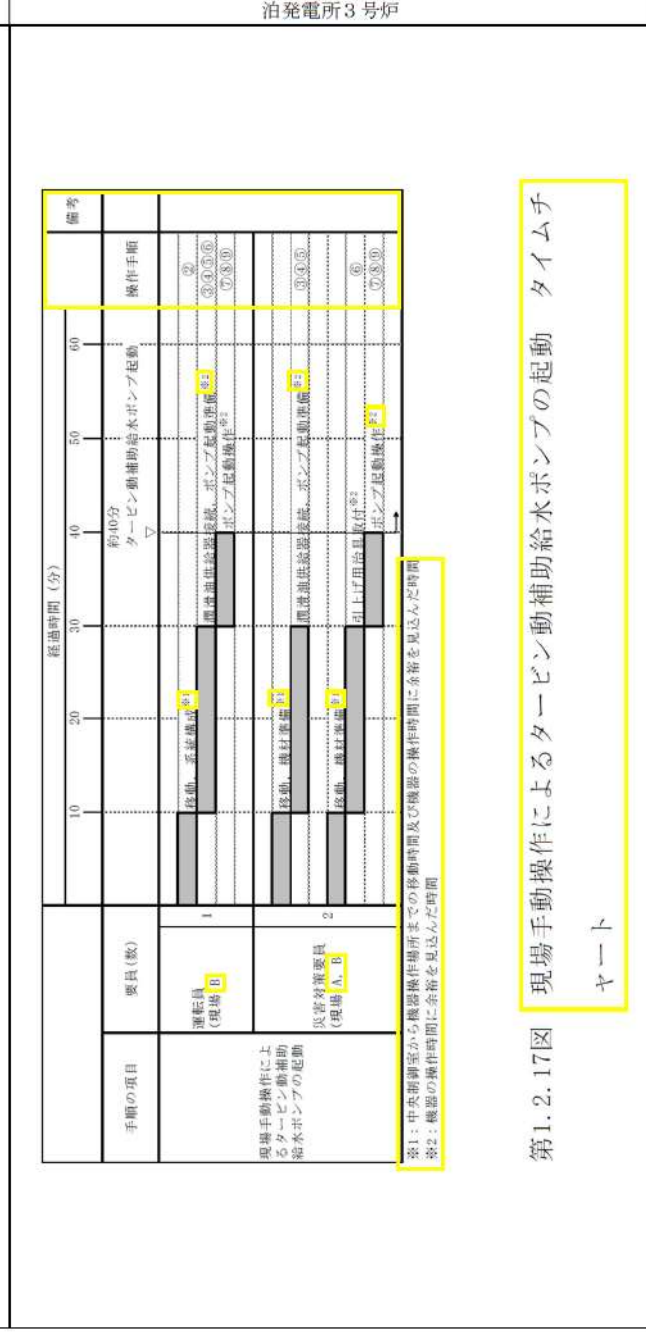 泊発電所3号炉
経過時間（分）
10 20 30 40 50 60
手順の項目
要員(数)
操作手順
備考
約40分
タービン動補助給水ポンプ起動
▽
現場手動操作によ
るタービン動補助
給水ポンプの起動
運転員
(現場 B
1
移動，系統構成※1
②
潤滑油供給器接続，ポンプ起動準備※2
③④⑤⑥
ポンプ起動操作※2
⑦⑧⑨
災害対策要員
(現場 A，B
2
移動，機材準備※1
潤滑油供給器接続，ポンプ起動準備※2
③④⑤
移動，機材準備※1
引上げ用治具取付※2
⑥
ポンプ起動操作※2
⑦⑧⑨
※1：中央制御室から機器操作場所までの移動時間及び機器の操作時間に余裕を見込んだ時間
※2：機器の操作時間に余裕を見込んだ時間
第1.2.17図 現場手動操作によるタービン動補助給水ポンプの起動 タイムチ
ャート